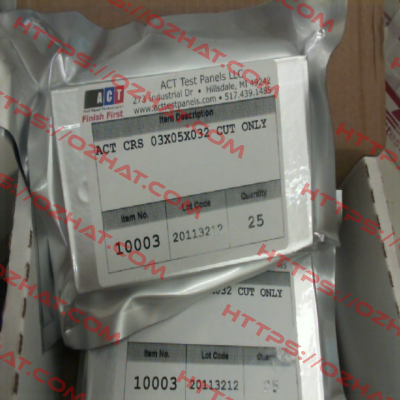 ACT Test Panels LLC
273 Industrial Dr • Hillsdale, MI 49242
acttestpanels.com • 517.439.1485
ACT
Finish First
Item Description
ACT CRS 03X05X032 CUT ONLY
Item No. Lot Code Quantity
10003 20113212 25
X032 CUT ONLY
Item No. Lot Code
10003 20113212 25
HTTPS://OZHAT.COM